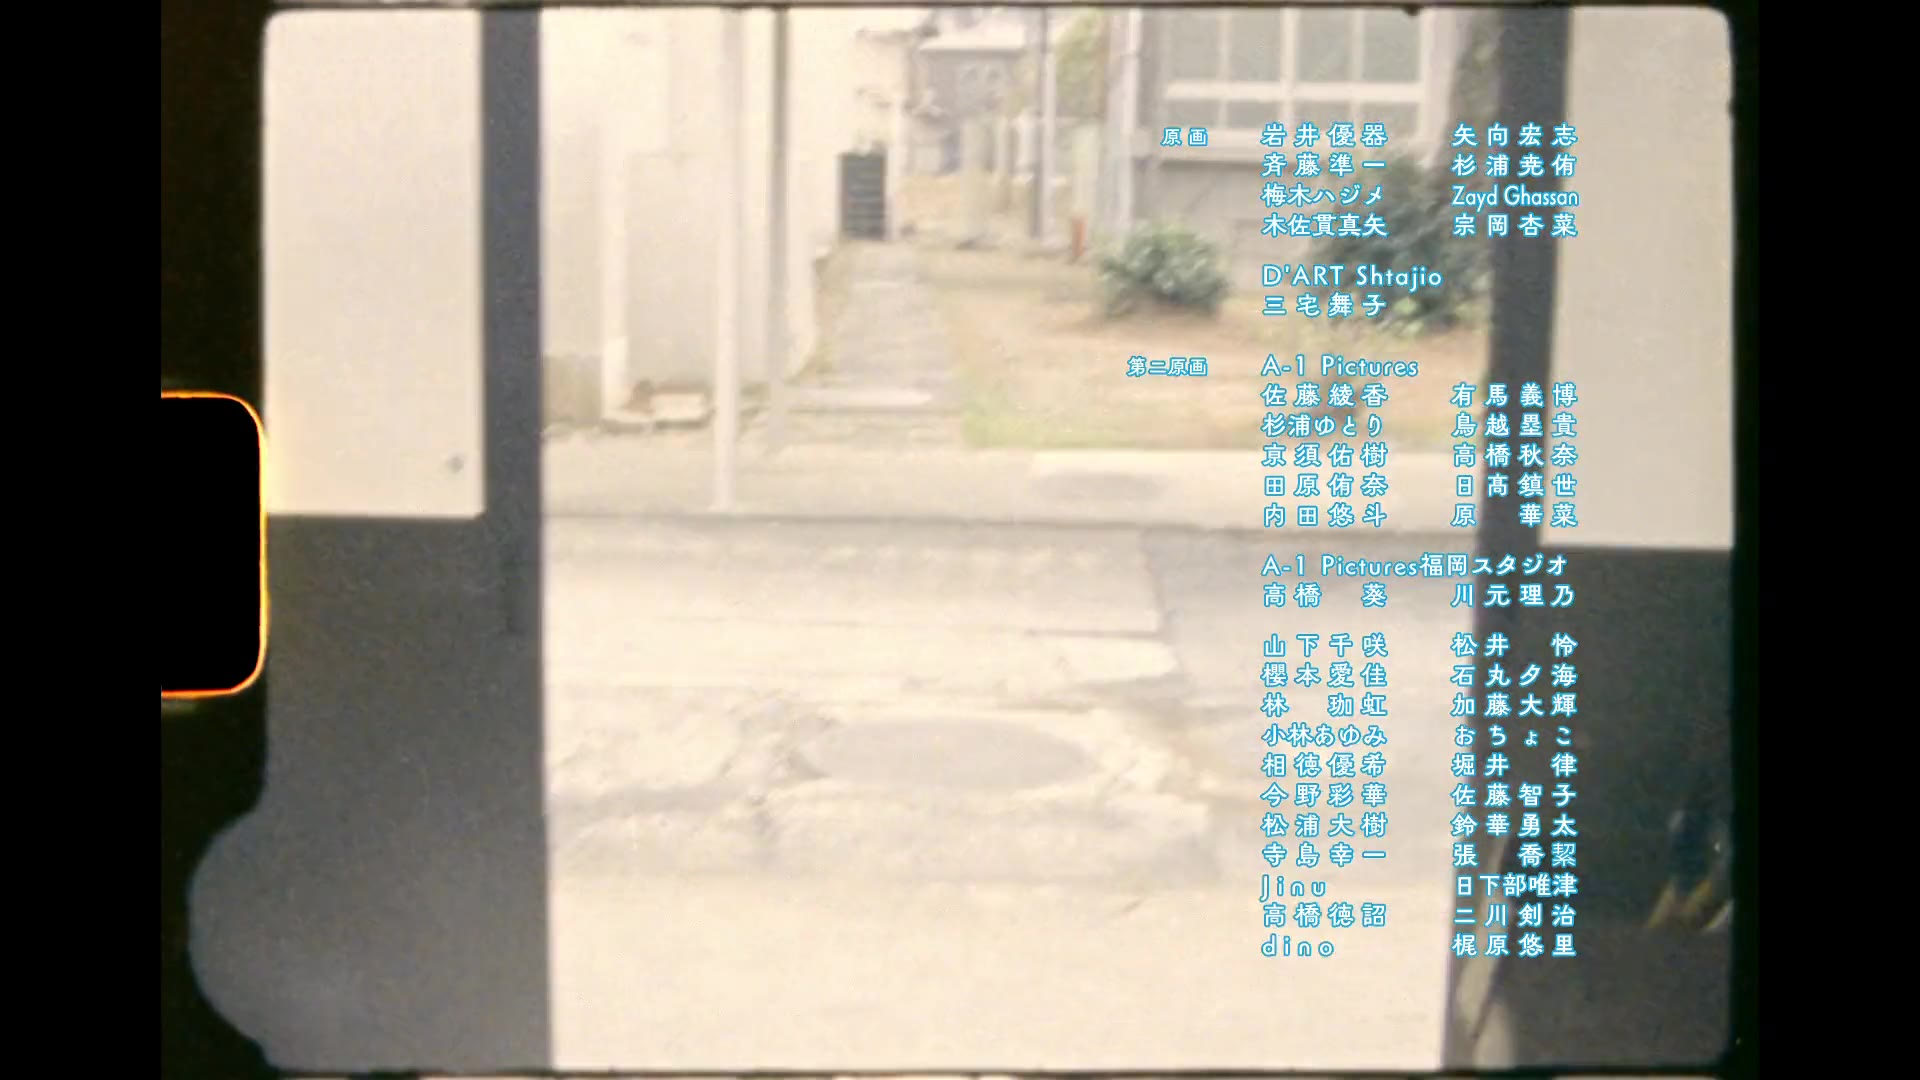 原画 岩井優器 矢向宏志
斉藤準一 杉浦尭侑
梅木ハジメ Zayd Ghassan
木佐貫真矢 宗岡杏菜
D'ART Shtajio
三宅舞子
第二原画 A-1 Pictures
佐藤綾香 有馬義博
杉浦ゆとり 鳥越塁貴
京須佑樹 高橋秋奈
田原侑奈 日髙鎮世
内田悠斗 原 華菜
A-1 Pictures福岡スタジオ
高橋 葵 川元理乃
山下千咲 松井 怜
櫻本愛佳 石丸夕海
林 珈虹 加藤大輝
小林あゆみ おちょこ
相徳優希 堀井 律
今野彩華 佐藤智子
松浦大樹 鈴華勇太
寺島幸一 張 喬絜
Jinu 日下部唯津
高橋徳詔 二川剣治
dino 梶原悠里